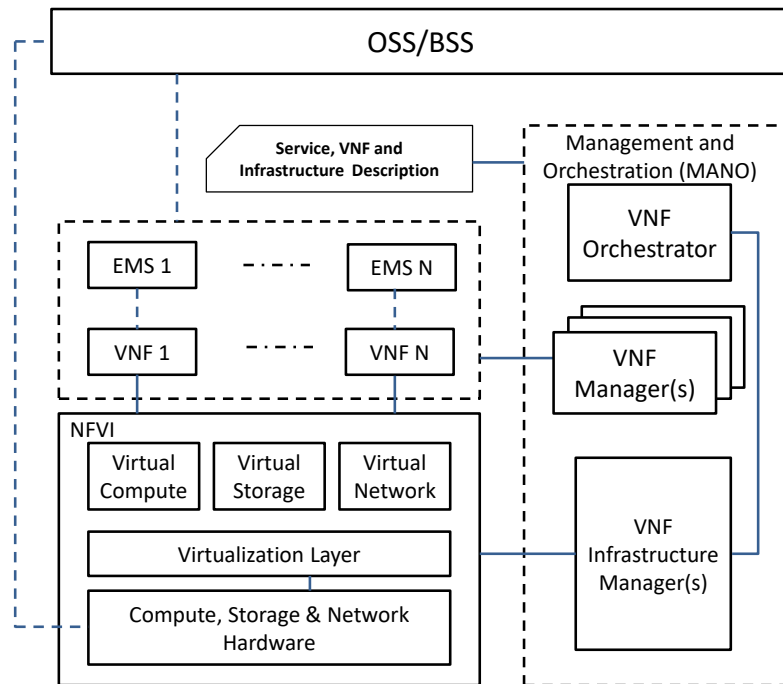 OSS/BSS
Service, VNF and
Infrastructure Description
Management and
Orchestration (MANO)
VNF
Orchestrator
EMS 1
EMS N
VNF 1
VNF N
VNF
Manager(s)
NFVI
Virtual
Compute
Virtual
Storage
Virtual
Network
Virtualization Layer
Compute, Storage & Network
Hardware
VNF
Infrastructure
Manager(s)